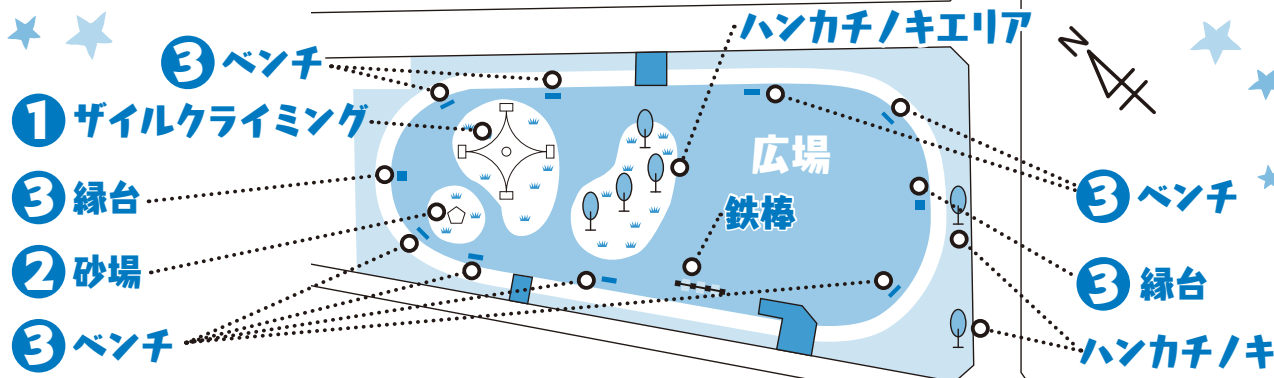 ハンカチノキエリア
③ベンチ
①ザイルクライミング
③縁台
②砂場
③ベンチ
広場
鉄棒
N
③ベンチ
③縁台
ハンカチノキ